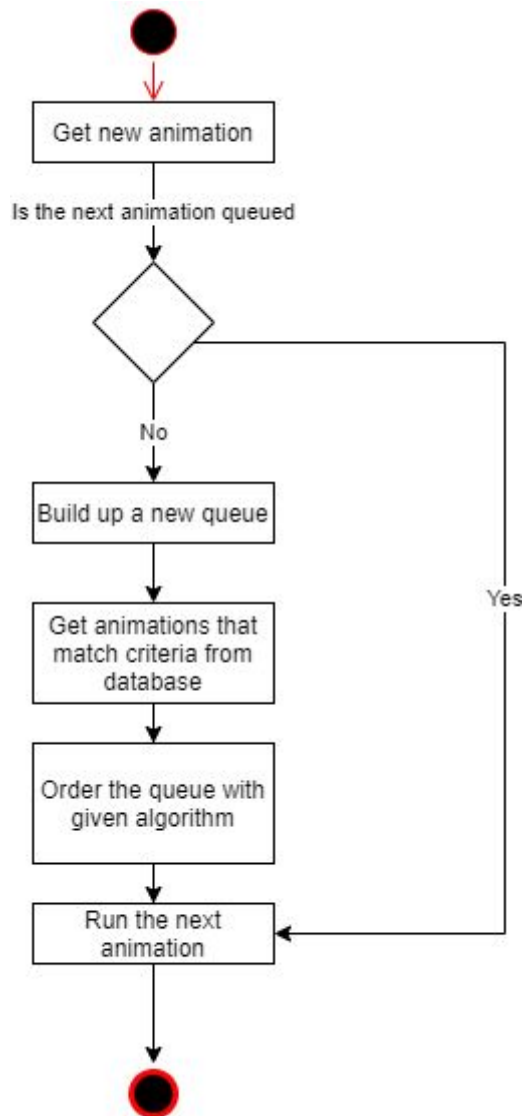 Get new animation
Is the next animation queued
No
Build up a new queue
Yes
Get animations that
match criteria from
database
Order the queue with
given algorithm
Run the next
animation